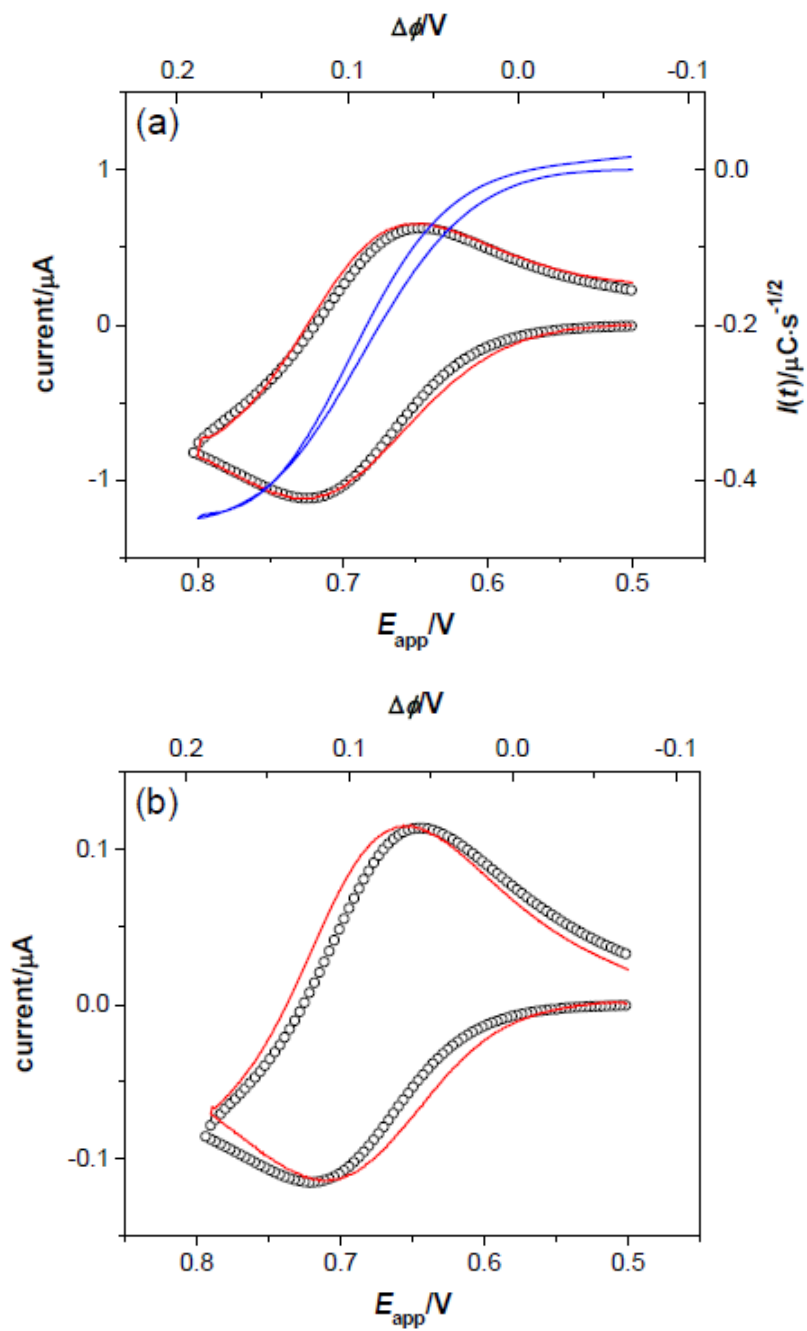 Δϕ/V
0.2 0.1 0.0 -0.1
(a)
1 0.0
0 -0.2
-1 -0.4
current/μA
I(t)/μC·s^-1/2
0.8 0.7 0.6 0.5
E_app/V
Δϕ/V
0.2 0.1 0.0 -0.1
(b)
0.1
0.0
-0.1
current/μA
0.8 0.7 0.6 0.5
E_app/V